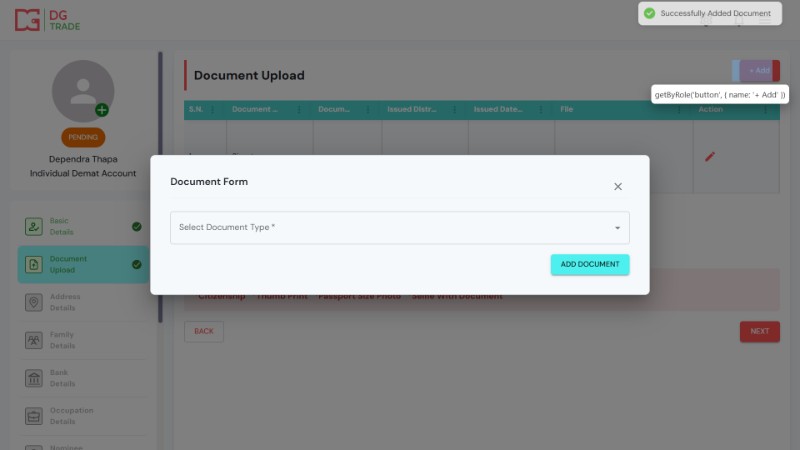 DG
TRADE
Successfully Added Document
PENDING
Dependra Thapa
Individual Demat Account
Basic
Details
Document
Upload
Address
Details
Family
Details
Bank
Details
Occupation
Details
Nominee
Document Upload
+ Add
getByRole('button', { name: '+ Add' })
S.N.
Document ...
Docum...
Issued Distr...
Issued Date...
File
Action
Document Form
Select Document Type *
ADD DOCUMENT
Citizenship
Thumb Print
Passport Size Photo
Selfie With Document
BACK
NEXT